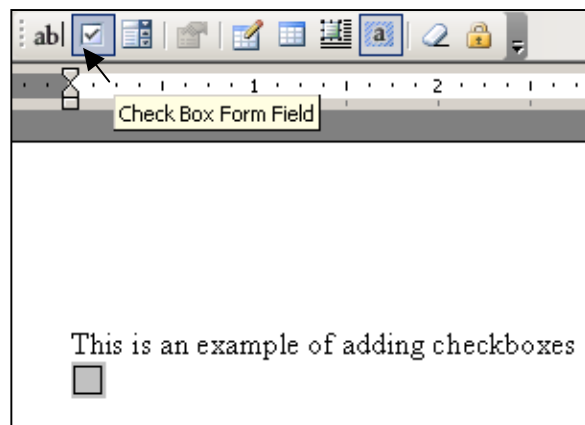 ab|
a
1 2
Check Box Form Field
This is an example of adding checkboxes